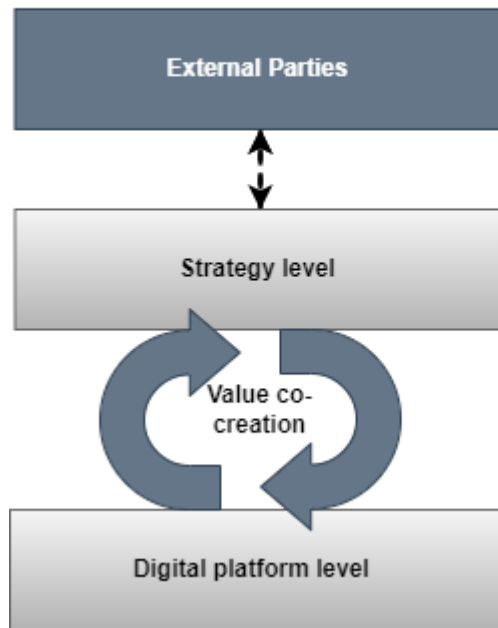 External Parties
Strategy level
Value co-
creation
Digital platform level